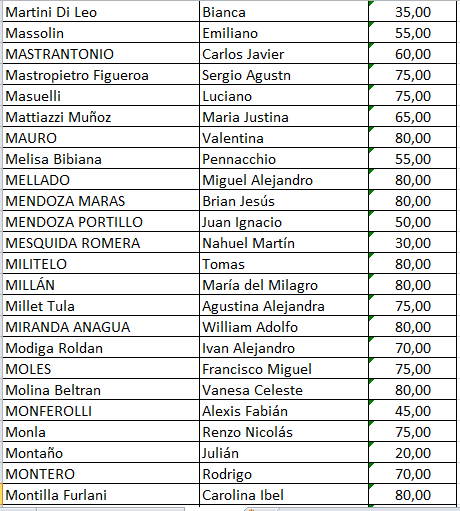 Martini Di Leo Bianca 35,00
Massolin Emiliano 55,00
MASTRANTONIO Carlos Javier 60,00
Mastropietro Figueroa Sergio Agustn 75,00
Masuelli Luciano 75,00
Mattiazzi Muñoz Maria Justina 65,00
MAURO Valentina 80,00
Melisa Bibiana Pennacchio 55,00
MELLADO Miguel Alejandro 80,00
MENDOZA MARAS Brian Jesús 80,00
MENDOZA PORTILLO Juan Ignacio 50,00
MESQUIDA ROMERA Nahuel Martín 30,00
MILITELO Tomas 80,00
MILLÁN María del Milagro 80,00
Millet Tula Agustina Alejandra 75,00
MIRANDA ANAGUA William Adolfo 80,00
Modiga Roldan Ivan Alejandro 70,00
MOLES Francisco Miguel 75,00
Molina Beltran Vanesa Celeste 80,00
MONFEROLLI Alexis Fabián 45,00
Monla Renzo Nicolás 75,00
Montaño Julián 20,00
MONTERO Rodrigo 70,00
Montilla Furlani Carolina Ibel 80,00